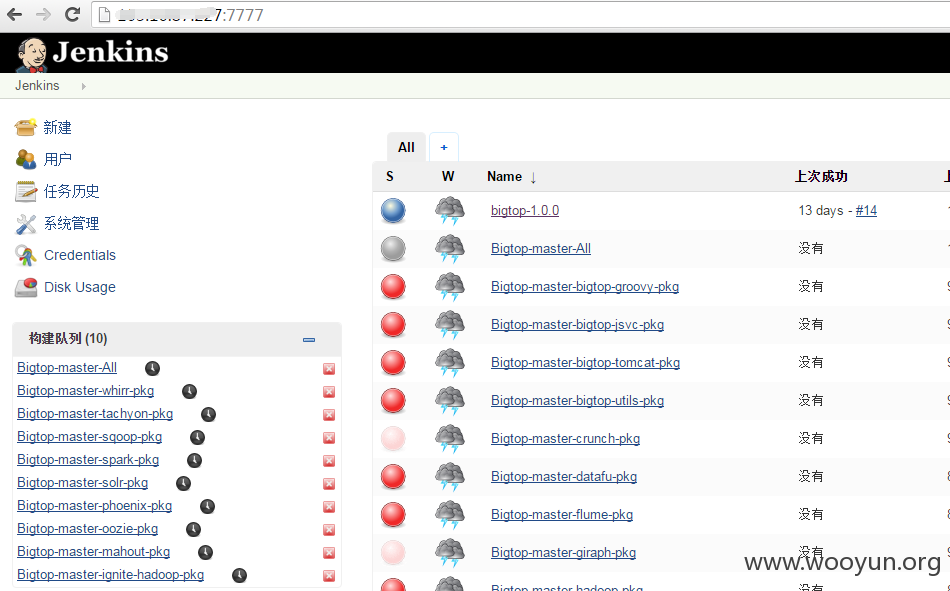 :7777
Jenkins
Jenkins
新建
用户
任务历史
系统管理
Credentials
Disk Usage
构建队列 (10)
Bigtop-master-All
Bigtop-master-whirr-pkg
Bigtop-master-tachyon-pkg
Bigtop-master-sqoop-pkg
Bigtop-master-spark-pkg
Bigtop-master-solr-pkg
Bigtop-master-phoenix-pkg
Bigtop-master-oozie-pkg
Bigtop-master-mahout-pkg
Bigtop-master-ignite-hadoop-pkg
All +
S W Name ↓ 上次成功
bigtop-1.0.0 13 days - #14
Bigtop-master-All 没有
Bigtop-master-bigtop-groovy-pkg 没有
Bigtop-master-bigtop-jsvc-pkg 没有
Bigtop-master-bigtop-tomcat-pkg 没有
Bigtop-master-bigtop-utils-pkg 没有
Bigtop-master-crunch-pkg 没有
Bigtop-master-datafu-pkg 没有
Bigtop-master-flume-pkg 没有
Bigtop-master-giraph-pkg 没有
Bigtop-master-hadoop-pkg
www.wooyun.org